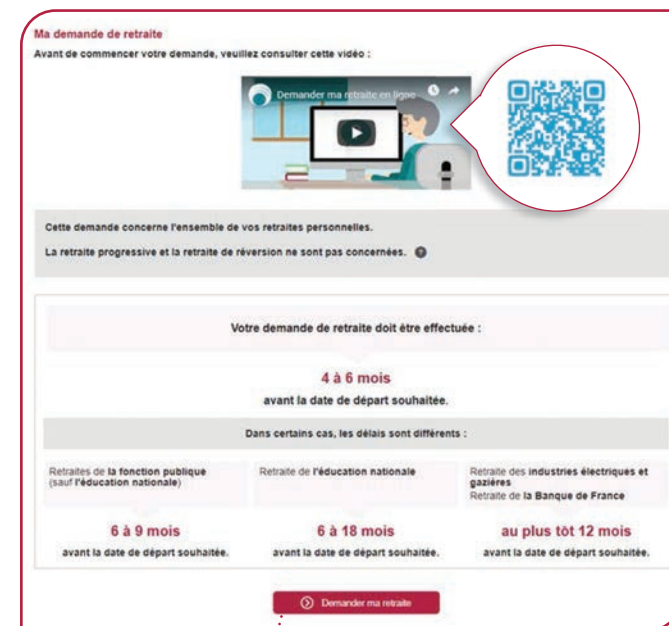 Ma demande de retraite
Avant de commencer votre demande, veuillez consulter cette vidéo :
Demander ma retraite en ligne
Cette demande concerne l'ensemble de vos retraites personnelles.
La retraite progressive et la retraite de réversion ne sont pas concernées. ?
Votre demande de retraite doit être effectuée :
4 à 6 mois
avant la date de départ souhaitée.
Dans certains cas, les délais sont différents :
Retraites de la fonction publique
(sauf l'éducation nationale)
6 à 9 mois
avant la date de départ souhaitée.
Retraite de l'éducation nationale
6 à 18 mois
avant la date de départ souhaitée.
Retraite des industries électriques et
gazières
Retraite de la Banque de France
au plus tôt 12 mois
avant la date de départ souhaitée.
Demander ma retraite